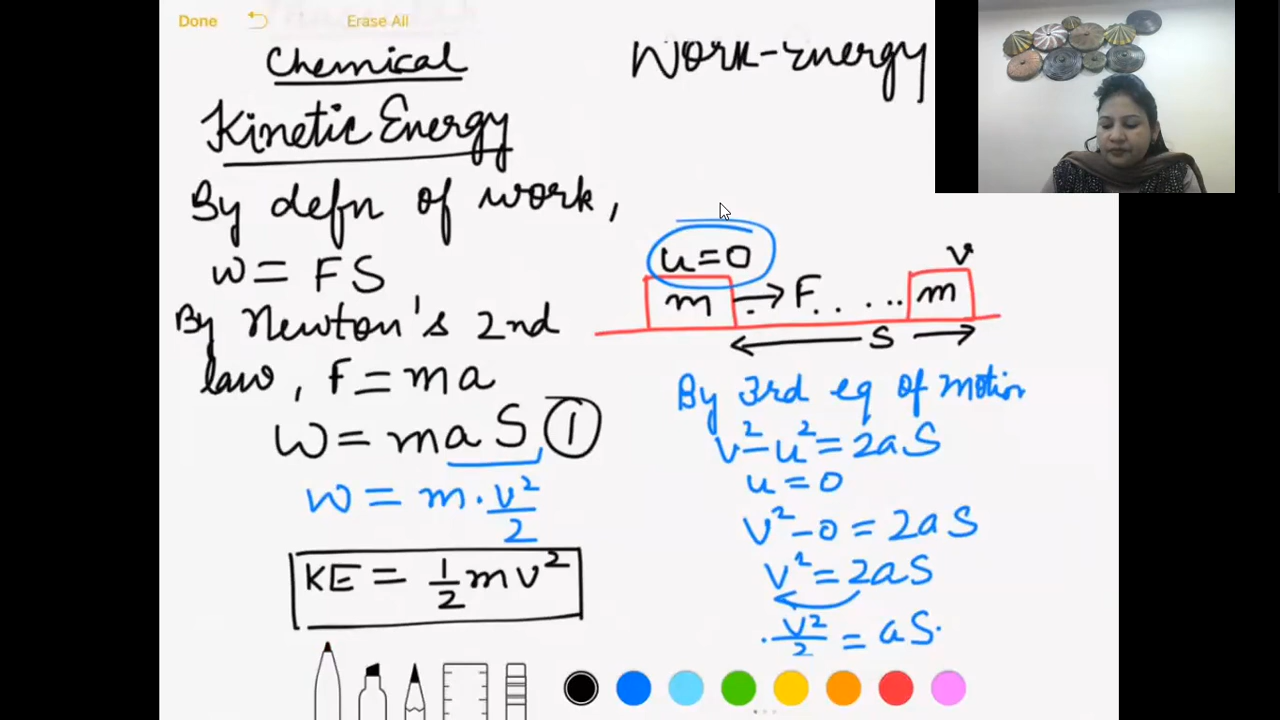 Done Erase All
Chemical
Kinetic Energy
By defn of work,
W = FS
By Newton's 2nd
law, F = ma
W = maS ①
W = m · v²/2
KE = 1/2 mv²
Work-Energy
u=0
v
m → F . . . . . . m
S
By 3rd eq of motion
v² - u² = 2aS
u = 0
v² - 0 = 2aS
v² = 2aS
v²/2 = aS